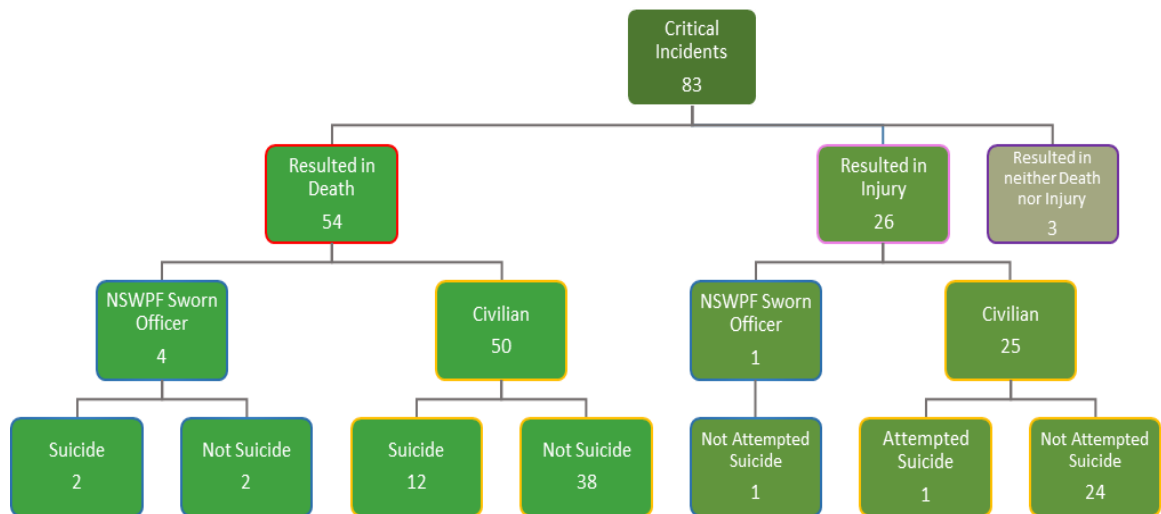 Critical
Incidents
83
Resulted in
Death
54
Resulted in
Injury
26
Resulted in
neither Death
nor Injury
3
NSWPF Sworn
Officer
4
Civilian
50
NSWPF Sworn
Officer
1
Civilian
25
Suicide
2
Not Suicide
2
Suicide
12
Not Suicide
38
Not Attempted
Suicide
1
Attempted
Suicide
1
Not Attempted
Suicide
24